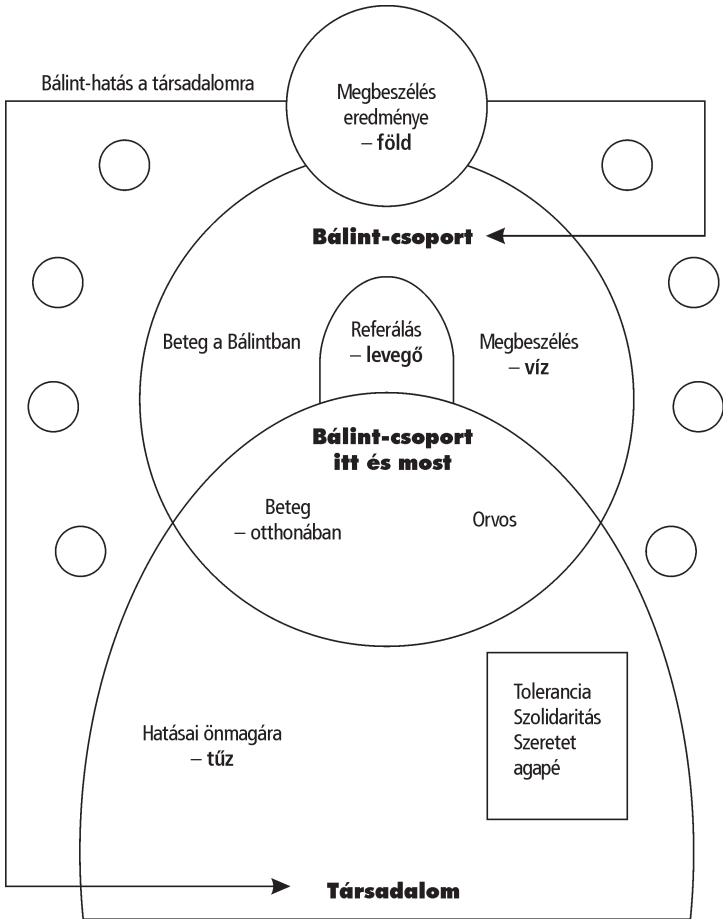 Bálint-hatás a társadalomra
Megbeszélés
eredménye
– föld
Bálint-csoport
Beteg a Bálintban
Referálás
– levegő
Megbeszélés
– víz
Bálint-csoport
itt és most
Beteg
– otthonában
Orvos
Hatásai önmagára
– tűz
Tolerancia
Szolidaritás
Szeretet
agapé
Társadalom